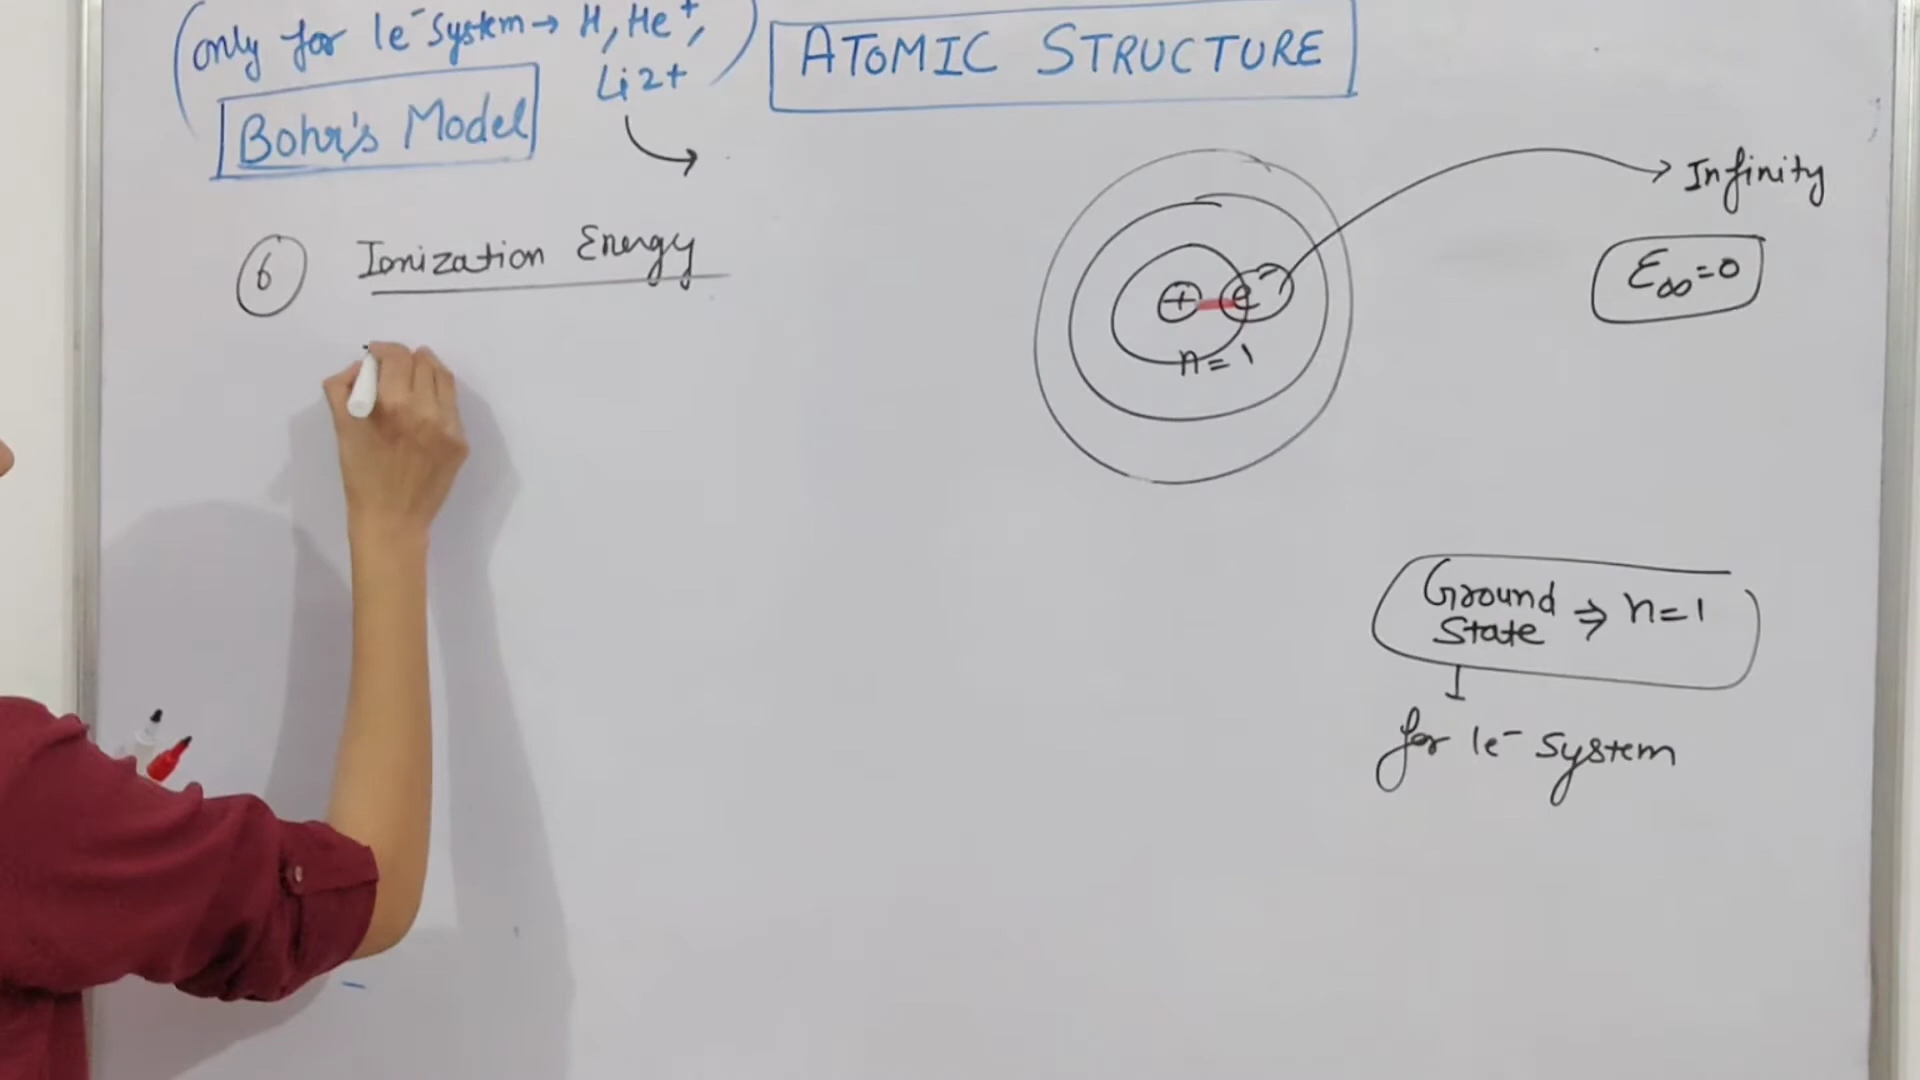 (only for 1e⁻ System → H, He⁺,
Li2+)
ATOMIC STRUCTURE
Bohr's Model
6 Ionization Energy
Infinity
E∞=0
+ e⁻
n=1
Ground State ⇒ n=1
for 1e⁻ System